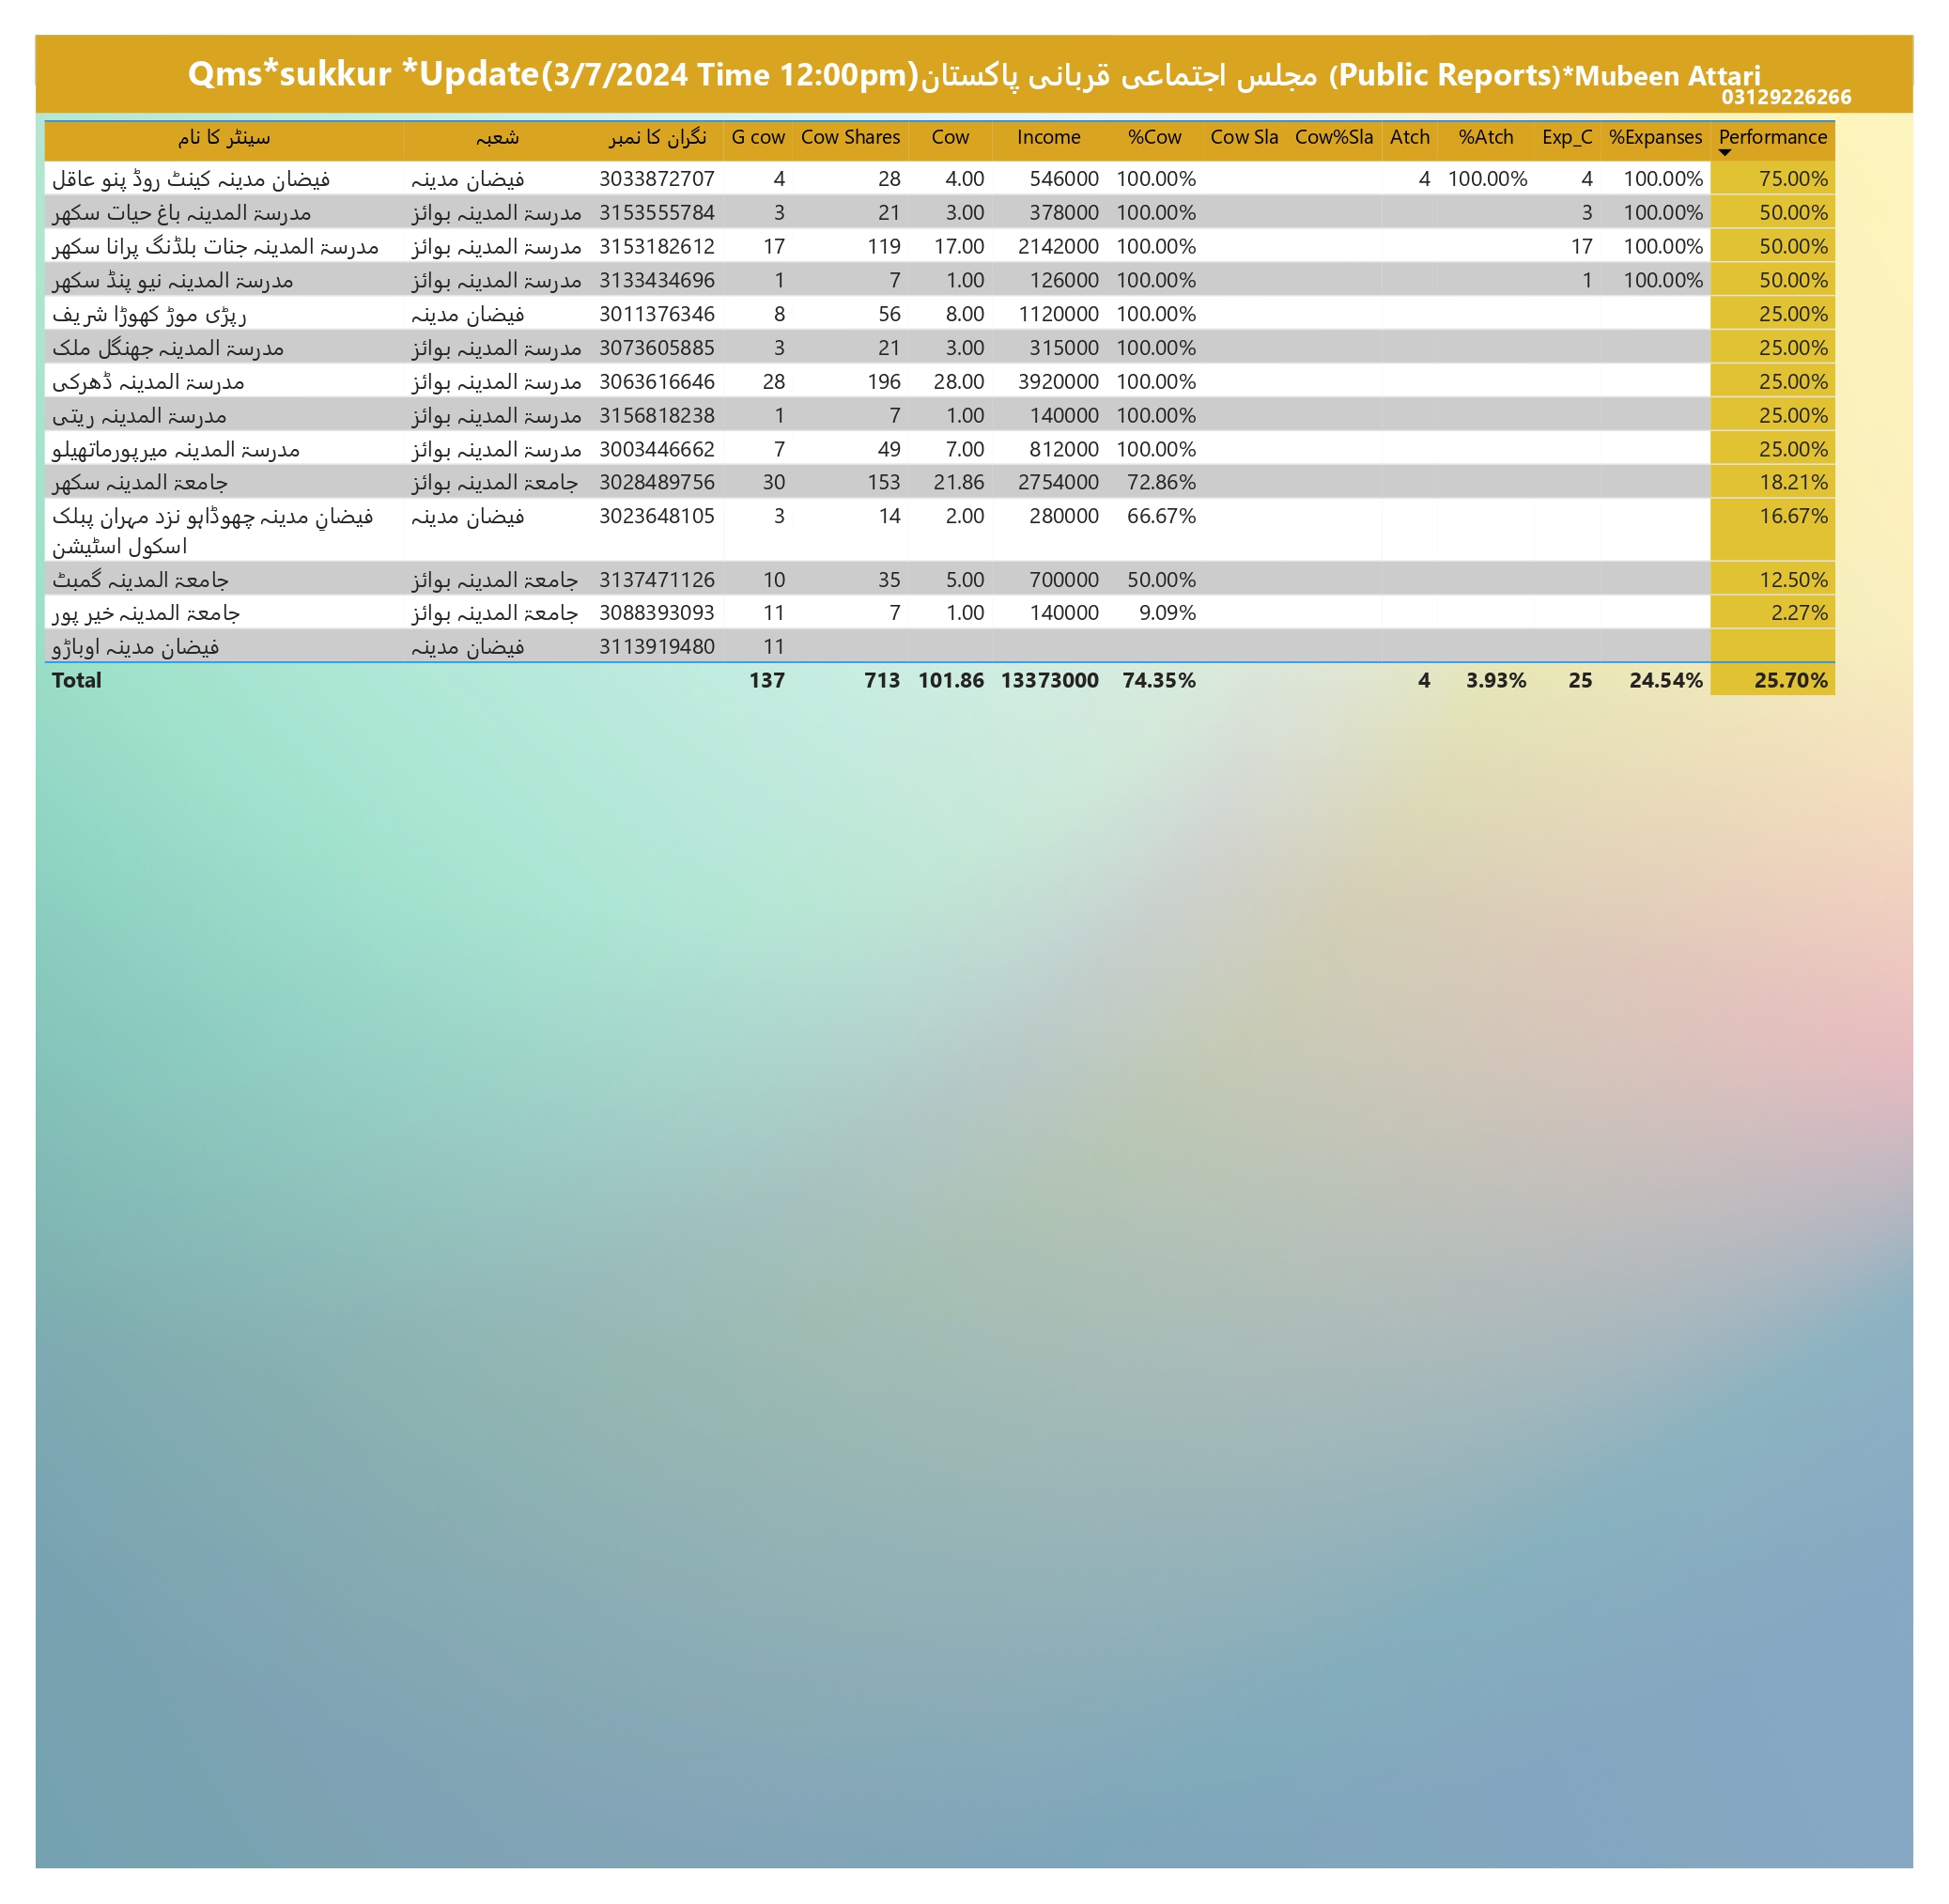 Qms*sukkur *Update(3/7/2024 Time 12:00pm)مجلس اجتماعی قربانی پاکستان (Public Reports)*Mubeen Attari
03129226266
سینٹر کا نام شعبہ نگران کا نمبر G cow Cow Shares Cow Income %Cow Cow Sla Cow%Sla Atch %Atch Exp_C %Expanses Performance
فیضان مدینہ کینٹ روڈ پنو عاقل فیضان مدینہ 3033872707 4 28 4.00 546000 100.00% 4 100.00% 4 100.00% 75.00%
مدرسۃ المدینہ باغ حیات سکھر مدرسۃ المدینہ بوائز 3153555784 3 21 3.00 378000 100.00% 3 100.00% 50.00%
مدرسۃ المدینہ جنات بلڈنگ پرانا سکھر مدرسۃ المدینہ بوائز 3153182612 17 119 17.00 2142000 100.00% 17 100.00% 50.00%
مدرسۃ المدینہ نیو پنڈ سکھر مدرسۃ المدینہ بوائز 3133434696 1 7 1.00 126000 100.00% 1 100.00% 50.00%
رپڑی موڑ کھوڑا شریف فیضان مدینہ 3011376346 8 56 8.00 1120000 100.00% 25.00%
مدرسۃ المدینہ جھنگل ملک مدرسۃ المدینہ بوائز 3073605885 3 21 3.00 315000 100.00% 25.00%
مدرسۃ المدینہ ڈھرکی مدرسۃ المدینہ بوائز 3063616646 28 196 28.00 3920000 100.00% 25.00%
مدرسۃ المدینہ ریتی مدرسۃ المدینہ بوائز 3156818238 1 7 1.00 140000 100.00% 25.00%
مدرسۃ المدینہ میرپورماتھیلو مدرسۃ المدینہ بوائز 3003446662 7 49 7.00 812000 100.00% 25.00%
جامعۃ المدینہ سکھر جامعۃ المدینہ بوائز 3028489756 30 153 21.86 2754000 72.86% 18.21%
فیضانِ مدینہ چھوڈاہو نزد مہران پبلک فیضان مدینہ 3023648105 3 14 2.00 280000 66.67% 16.67%
اسکول اسٹیشن
جامعۃ المدینہ گمبٹ جامعۃ المدینہ بوائز 3137471126 10 35 5.00 700000 50.00% 12.50%
جامعۃ المدینہ خیر پور جامعۃ المدینہ بوائز 3088393093 11 7 1.00 140000 9.09% 2.27%
فیضان مدینہ اوباڑو فیضان مدینہ 3113919480 11
Total 137 713 101.86 13373000 74.35% 4 3.93% 25 24.54% 25.70%